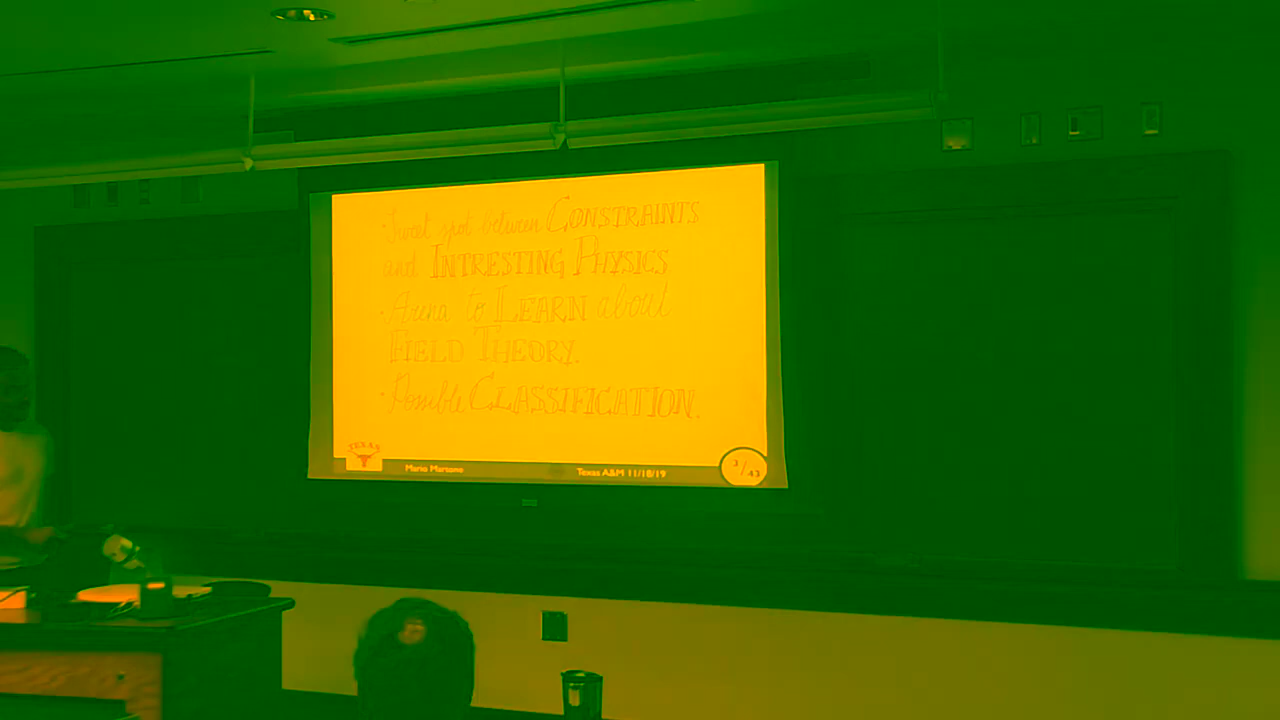 · Sweet spot between CONSTRAINTS
and INTRESTING PHYSICS
· Arena to LEARN about
FIELD THEORY.
· Possible CLASSIFICATION.
TEXAS
Mario Martone
Texas A&M 11/18/19
3/43